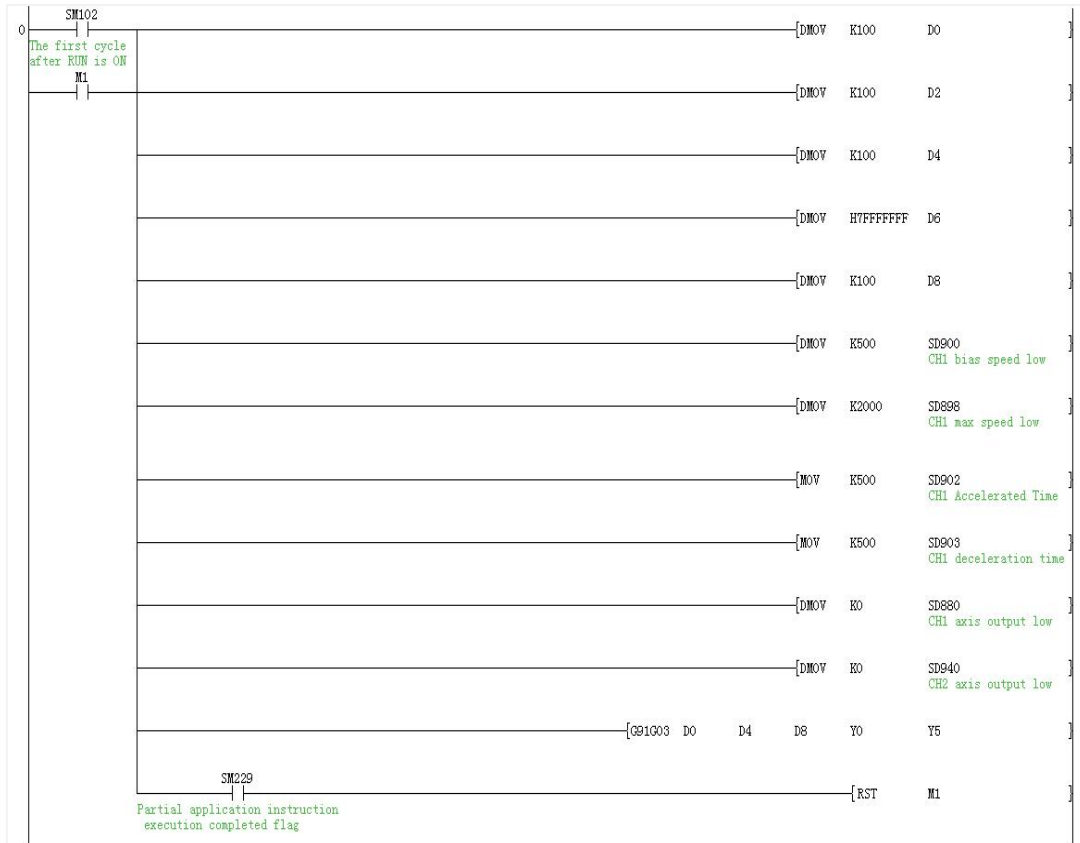 SM102
0
[DMOV K100 D0 ]
The first cycle
after RUN is ON
M1
[DMOV K100 D2 ]
[DMOV K100 D4 ]
[DMOV H7FFFFFFF D6 ]
[DMOV K100 D8 ]
[DMOV K500 SD900 ]
CH1 bias speed low
[DMOV K2000 SD898 ]
CH1 max speed low
[MOV K500 SD902 ]
CH1 Accelerated Time
[MOV K500 SD903 ]
CH1 deceleration time
[DMOV K0 SD880 ]
CH1 axis output low
[DMOV K0 SD940 ]
CH2 axis output low
[G91G03 D0 D4 D8 Y0 Y5 ]
SM229
[RST M1 ]
Partial application instruction
execution completed flag